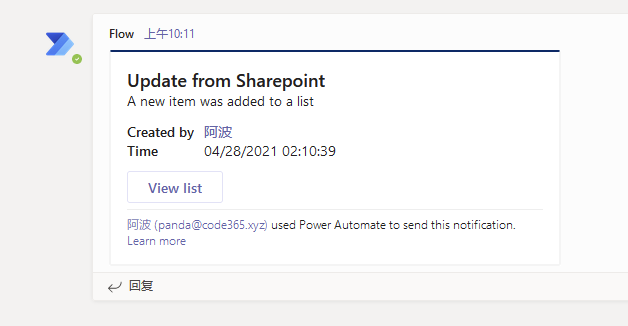 Flow 上午10:11
Update from Sharepoint
A new item was added to a list
Created by 阿波
Time 04/28/2021 02:10:39
View list
阿波 (panda@code365.xyz) used Power Automate to send this notification.
Learn more
回复